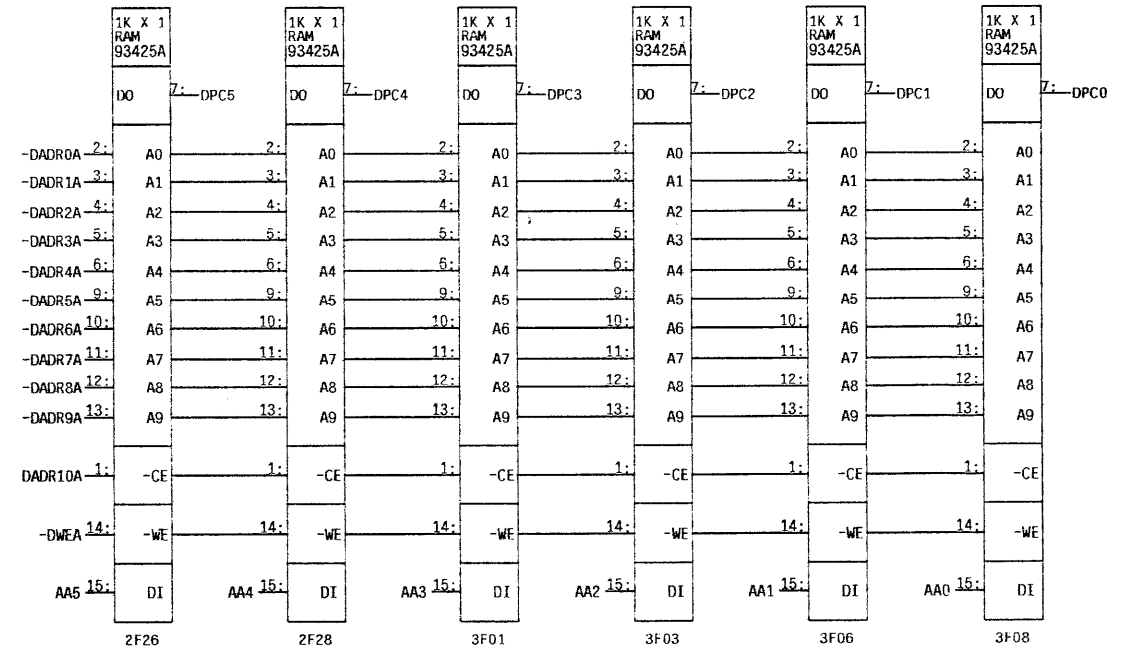 1K X 1 1K X 1 1K X 1 1K X 1 1K X 1 1K X 1
RAM RAM RAM RAM RAM RAM
93425A 93425A 93425A 93425A 93425A 93425A
DO 7: DPC5 DO 7: DPC4 DO 7: DPC3 DO 7: DPC2 DO 7: DPC1 DO 7: DPC0
-DADR0A 2: A0 2: A0 2: A0 2: A0 2: A0 2: A0
-DADR1A 3: A1 3: A1 3: A1 3: A1 3: A1 3: A1
-DADR2A 4: A2 4: A2 4: A2 4: A2 4: A2 4: A2
-DADR3A 5: A3 5: A3 5: A3 5: A3 5: A3 5: A3
-DADR4A 6: A4 6: A4 6: A4 6: A4 6: A4 6: A4
-DADR5A 9: A5 9: A5 9: A5 9: A5 9: A5 9: A5
-DADR6A 10: A6 10: A6 10: A6 10: A6 10: A6 10: A6
-DADR7A 11: A7 11: A7 11: A7 11: A7 11: A7 11: A7
-DADR8A 12: A8 12: A8 12: A8 12: A8 12: A8 12: A8
-DADR9A 13: A9 13: A9 13: A9 13: A9 13: A9 13: A9
DADR10A 1: -CE 1: -CE 1: -CE 1: -CE 1: -CE 1: -CE
-DWEA 14: -WE 14: -WE 14: -WE 14: -WE 14: -WE 14: -WE
AA5 15: DI AA4 15: DI AA3 15: DI AA2 15: DI AA1 15: DI AA0 15: DI
2F26 2F28 3F01 3F03 3F06 3F08